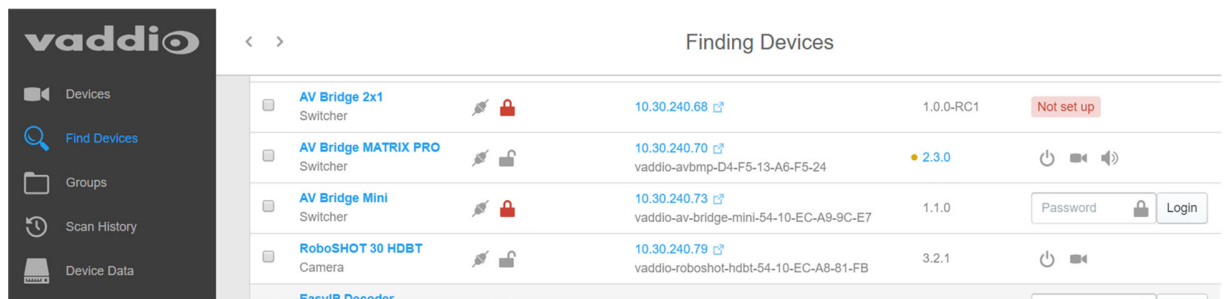 vaddio
Finding Devices
Devices
Find Devices
Groups
Scan History
Device Data
AV Bridge 2x1
Switcher
10.30.240.68
1.0.0-RC1
Not set up
AV Bridge MATRIX PRO
Switcher
10.30.240.70
vaddio-avbmp-D4-F5-13-A6-F5-24
2.3.0
AV Bridge Mini
Switcher
10.30.240.73
vaddio-av-bridge-mini-54-10-EC-A9-9C-E7
1.1.0
Password
Login
RoboSHOT 30 HDBT
Camera
10.30.240.79
vaddio-roboshot-hdbt-54-10-EC-A8-81-FB
3.2.1
EasyIP Decoder